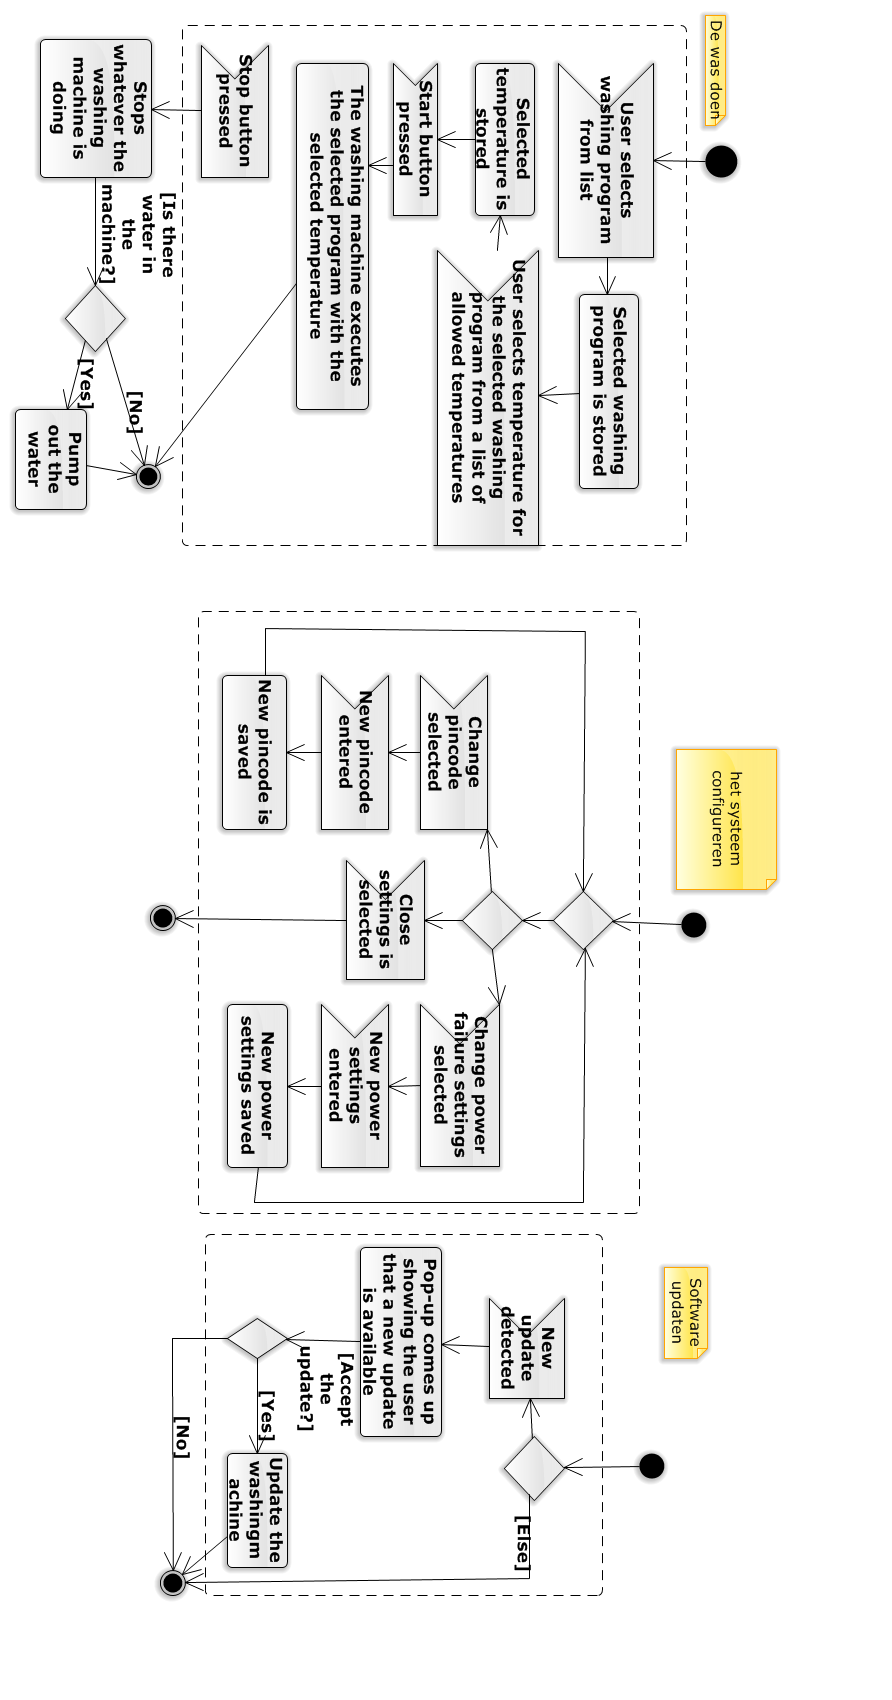 De was doen
User selects
washing program
from list
Selected washing
program is stored
User selects temperature for
the selected washing
program from a list of
allowed temperatures
Selected
temperature is
stored
Start button
pressed
The washing machine executes
the selected program with the
selected temperature
Stop button
pressed
Stops
whatever the
washing
machine is
doing
[Is there
water in
the
machine?]
[No]
[Yes]
Pump
out the
water
het systeem
configureren
Change
pincode
selected
New pincode
entered
New pincode is
saved
Close
settings is
selected
Change power
failure settings
selected
New power
settings
entered
New power
settings saved
Software
updaten
New
update
detected
[Else]
Pop-up comes up
showing the user
that a new update
is available
[Accept
the
update?]
[Yes]
[No]
Update the
washingm
achine